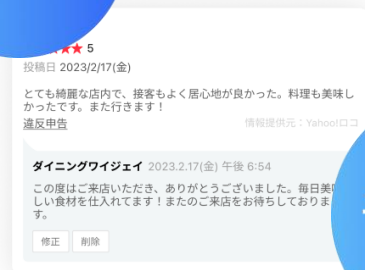 ★★ 5
投稿日 2023/2/17(金)
とても綺麗な店内で、接客もよく居心地が良かった。料理も美味し
かったです。また行きます！
違反申告
情報提供元：Yahoo!ロコ
ダイニングワイジェイ 2023.2.17(金) 午後 6:54
この度はご来店いただき、ありがとうございました。毎日美
しい食材を仕入れてます！またのご来店をお待ちしておりま
す。
修正 削除